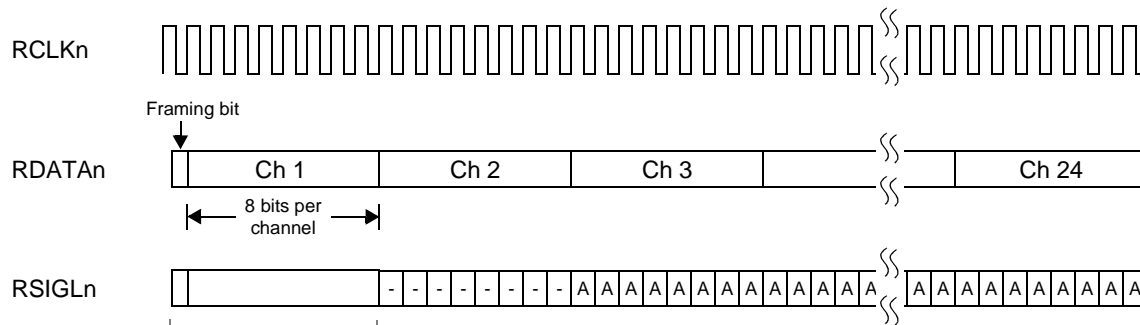 RCLKn
Framing bit
RDATAn
Ch 1
Ch 2
Ch 3
Ch 24
8 bits per
channel
RSIGLn
- - - - - - - - A A A A A A A A A A A A A A A A A A A A A A A